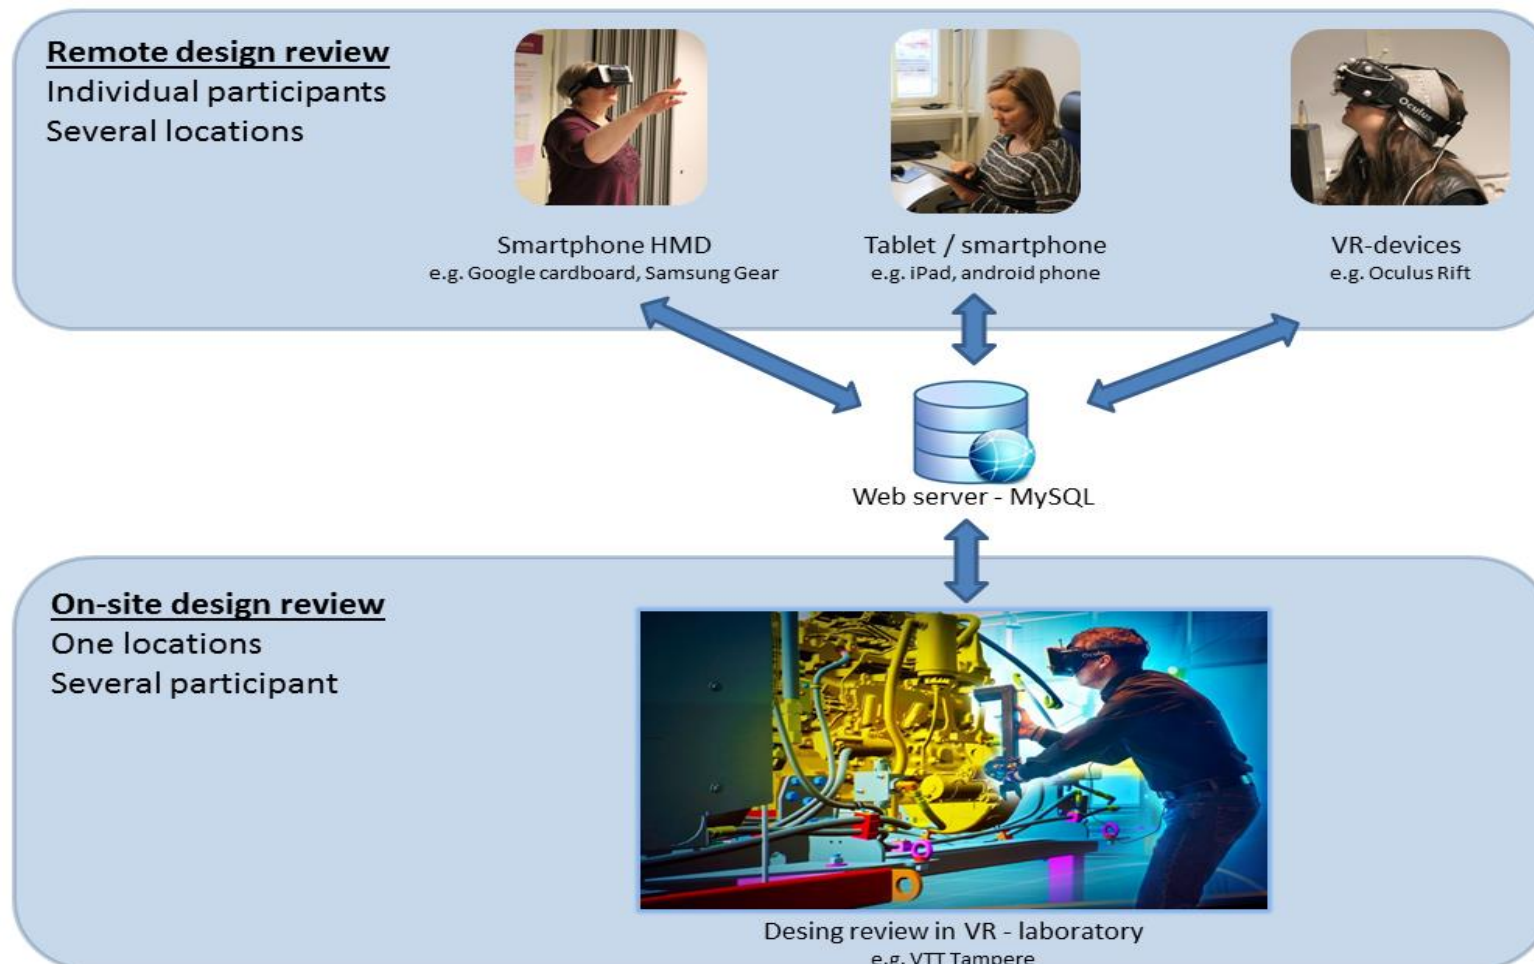 Remote design review
Individual participants
Several locations
Oculus
Smartphone HMD
e.g. Google cardboard, Samsung Gear
Tablet / smartphone
e.g. iPad, android phone
VR-devices
e.g. Oculus Rift
Web server - MySQL
On-site design review
One locations
Several participant
Oculus
Desing review in VR - laboratory
e.g. VTT Tampere